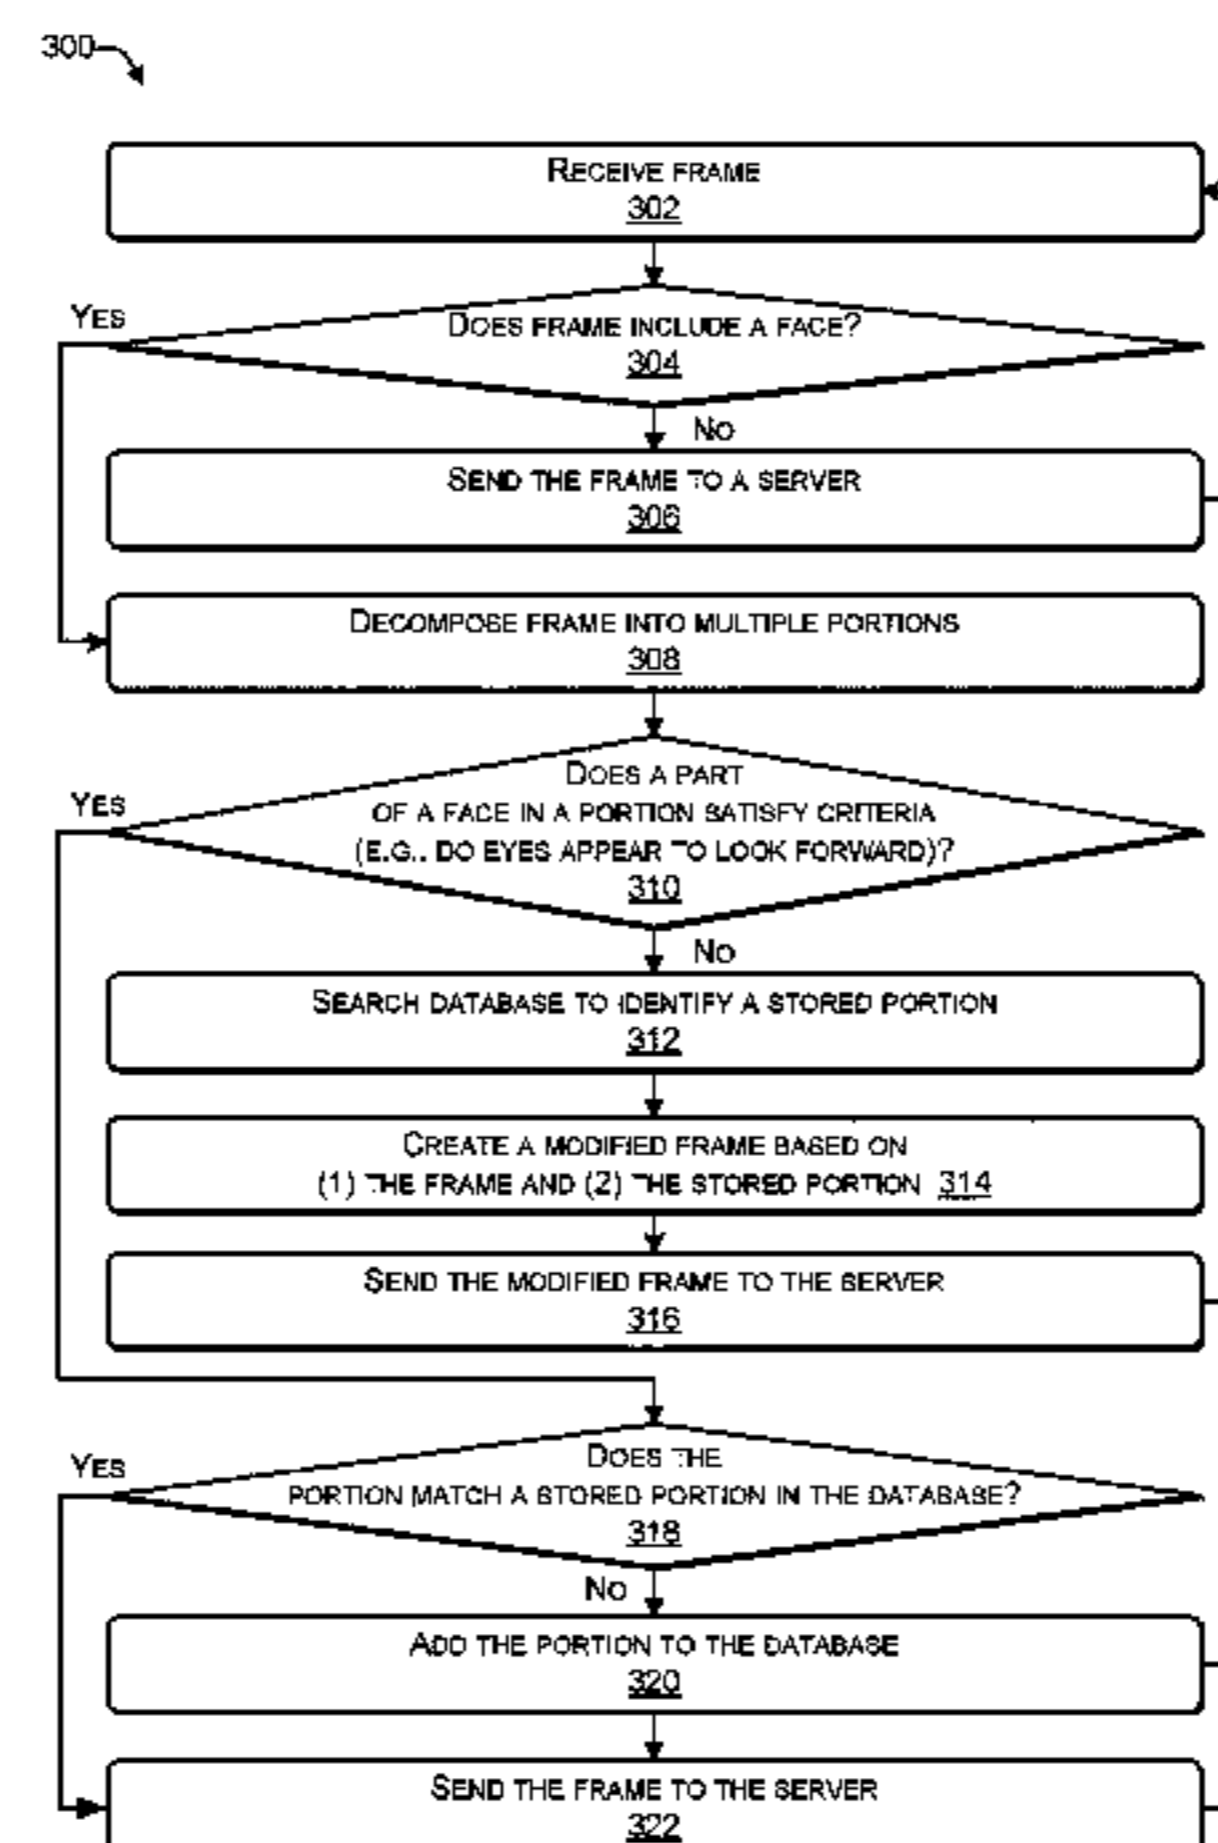 300
RECEIVE FRAME
302
YES
DOES FRAME INCLUDE A FACE?
304
NO
SEND THE FRAME TO A SERVER
306
DECOMPOSE FRAME INTO MULTIPLE PORTIONS
308
YES
DOES A PART
OF A FACE IN A PORTION SATISFY CRITERIA
(E.G., DO EYES APPEAR TO LOOK FORWARD)?
310
NO
SEARCH DATABASE TO IDENTIFY A STORED PORTION
312
CREATE A MODIFIED FRAME BASED ON
(1) THE FRAME AND (2) THE STORED PORTION 314
SEND THE MODIFIED FRAME TO THE SERVER
316
YES
DOES THE
PORTION MATCH A STORED PORTION IN THE DATABASE?
318
NO
ADD THE PORTION TO THE DATABASE
320
SEND THE FRAME TO THE SERVER
322